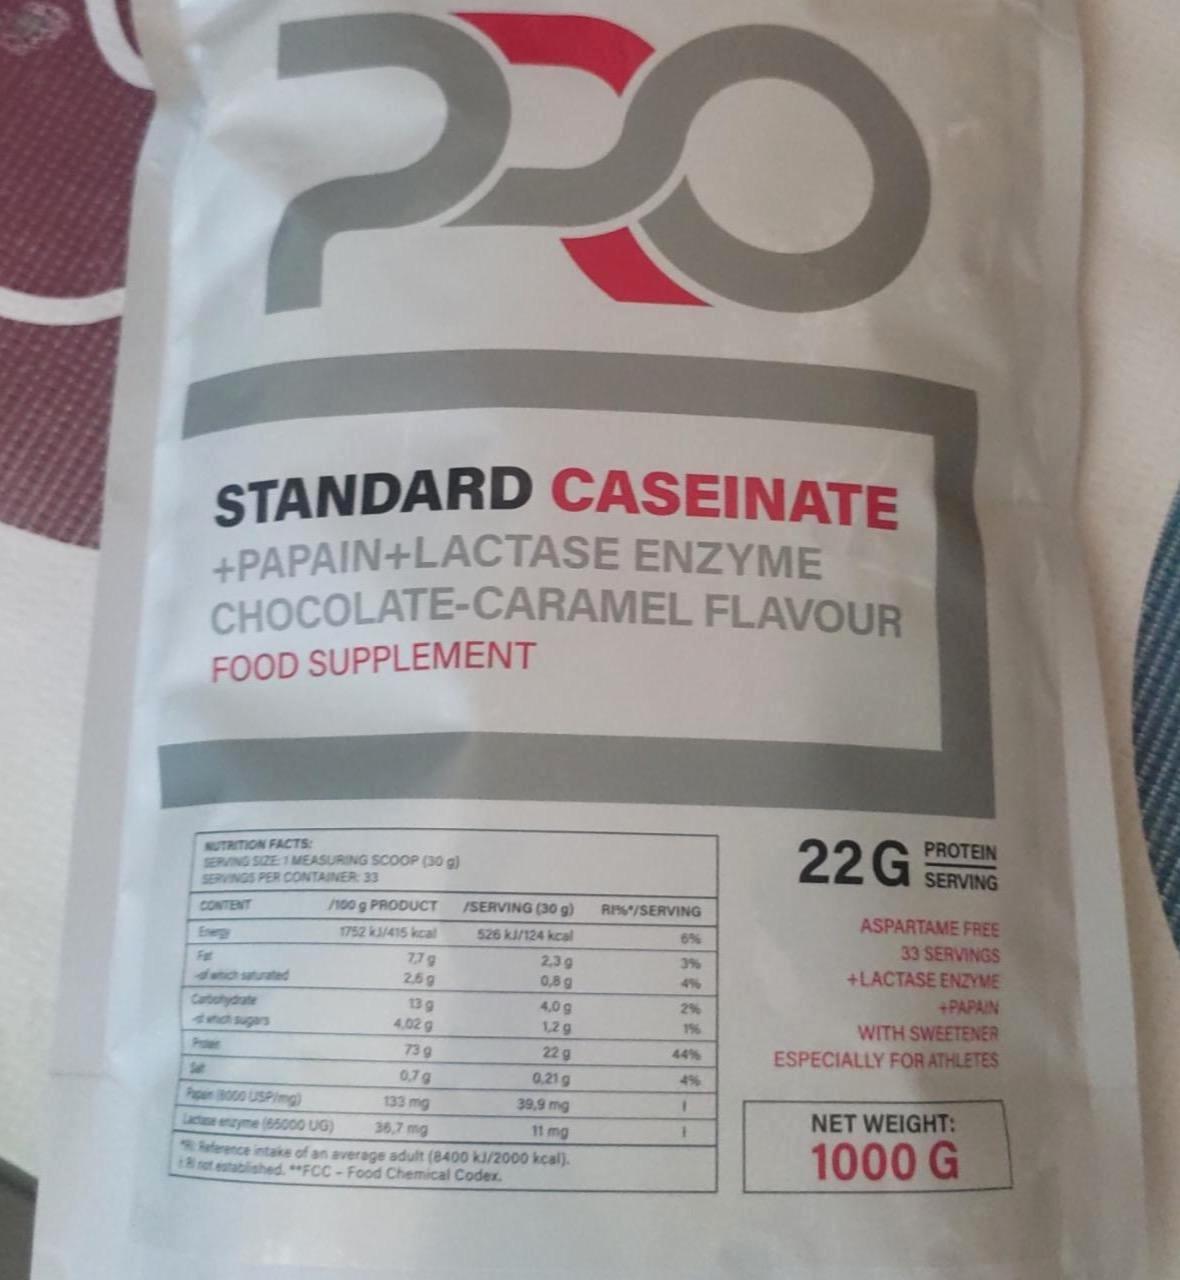 PRO
STANDARD CASEINATE
+PAPAIN+LACTASE ENZYME
CHOCOLATE-CARAMEL FLAVOUR
FOOD SUPPLEMENT
NUTRITION FACTS:
SERVING SIZE: 1 MEASURING SCOOP (30 g)
SERVINGS PER CONTAINER: 33
CONTENT /100 g PRODUCT /SERVING (30 g) RI%*/SERVING
Energy 1752 kJ/415 kcal 526 kJ/124 kcal 6%
Fat 7,7 g 2,3 g 3%
-of which saturated 2,6 g 0,8 g 4%
Carbohydrate 13 g 4,0 g 2%
-of which sugars 4,02 g 1,2 g 1%
Protein 73 g 22 g 44%
Salt 0,7 g 0,21 g 4%
Papain (8000 USP/mg) 133 mg 39,9 mg †
Lactase enzyme (65000 UG) 36,7 mg 11 mg †
*RI: Reference intake of an average adult (8400 kJ/2000 kcal).
† RI not established. **FCC - Food Chemical Codex.
22 G PROTEIN
SERVING
ASPARTAME FREE
33 SERVINGS
+LACTASE ENZYME
+PAPAIN
WITH SWEETENER
ESPECIALLY FOR ATHLETES
NET WEIGHT:
1000 G